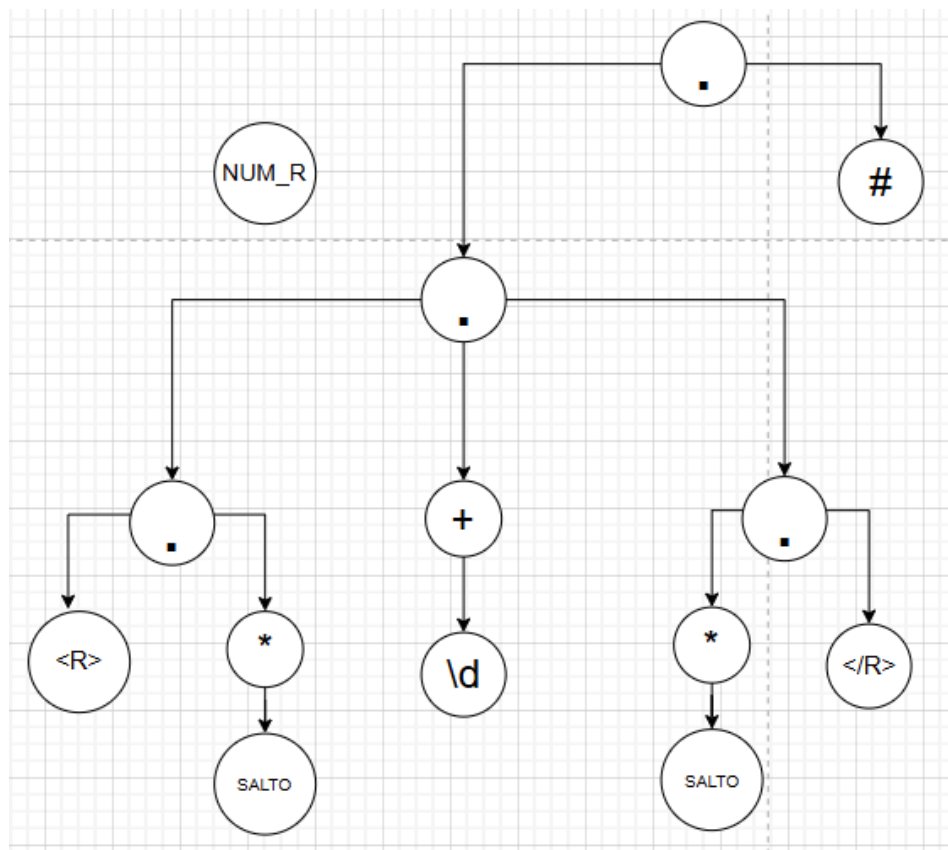 .
NUM_R
#
.
.
+
.
<R>
*
\d
*
</R>
SALTO
SALTO